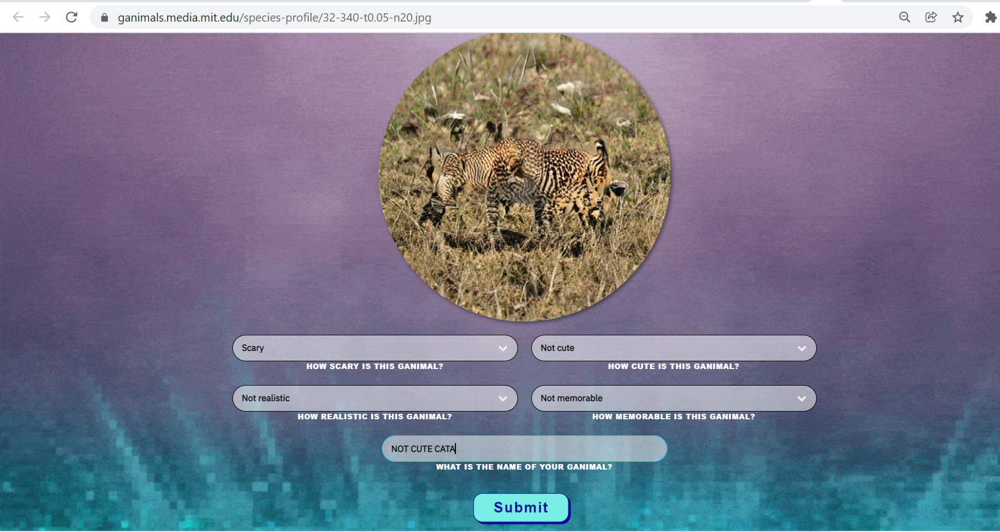 ganimals.media.mit.edu/species-profile/32-340-t0.05-n20.jpg
Scary
Not cute
HOW SCARY IS THIS GANIMAL?
HOW CUTE IS THIS GANIMAL?
Not realistic
Not memorable
HOW REALISTIC IS THIS GANIMAL?
HOW MEMORABLE IS THIS GANIMAL?
NOT CUTE CATA
WHAT IS THE NAME OF YOUR GANIMAL?
Submit